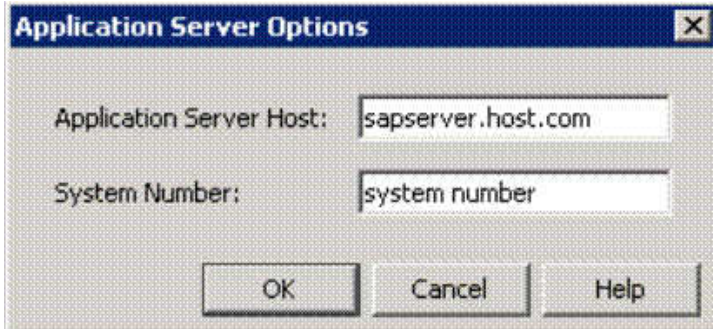 Application Server Options
Application Server Host: sapserver.host.com
System Number: system number
OK Cancel Help